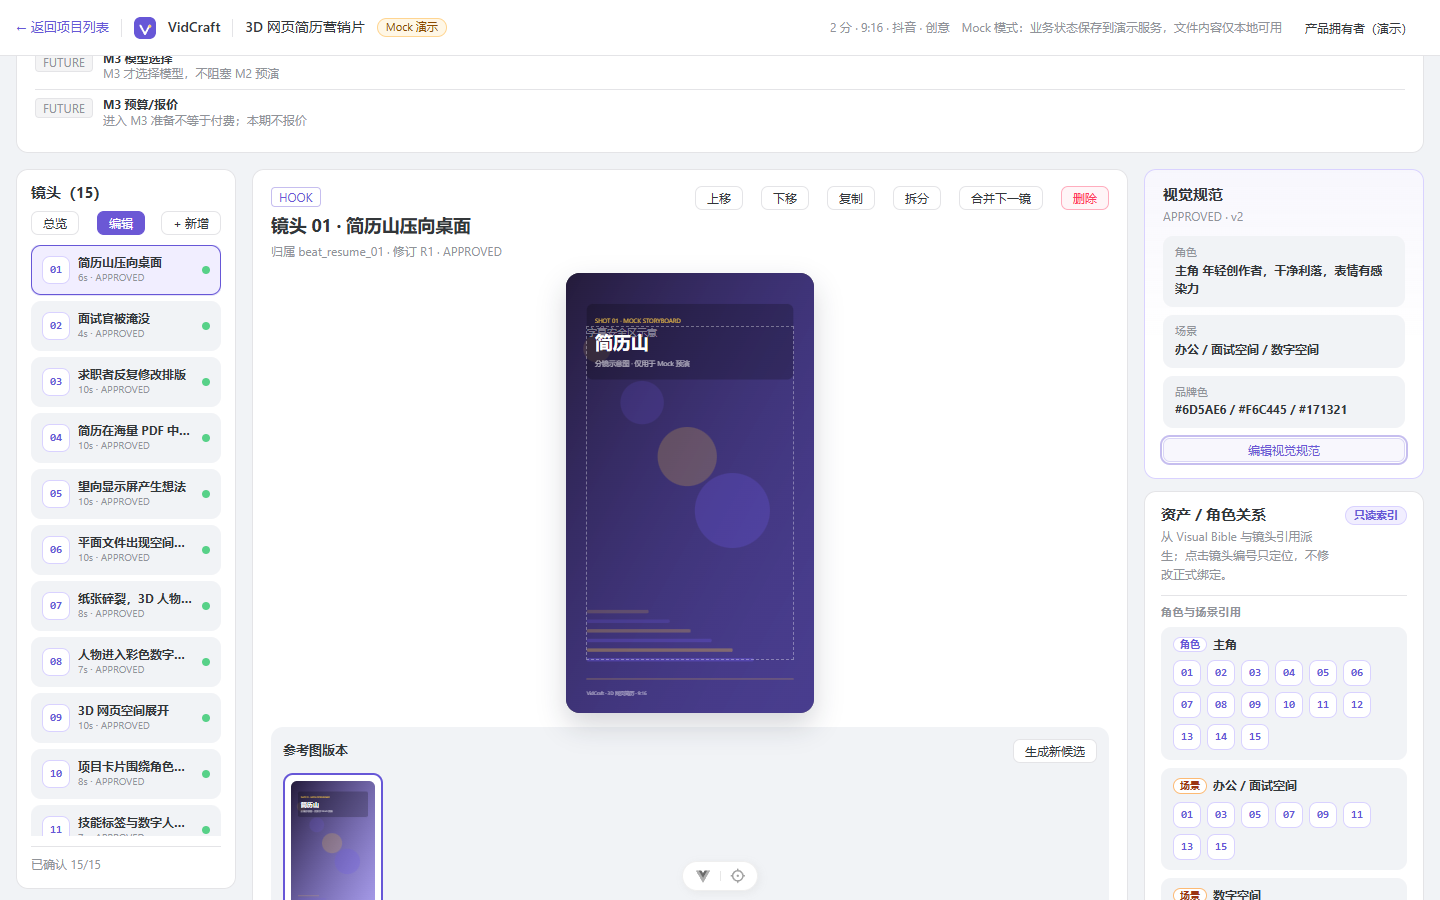 ← 返回项目列表
VidCraft
3D 网页简历营销片
Mock 演示
2 分 · 9:16 · 抖音 · 创意
Mock 模式：业务状态保存到演示服务，文件内容仅本地可用
产品拥有者（演示）
FUTURE
M3 模型选择
M3 才选择模型，不阻塞 M2 预演
FUTURE
M3 预算/报价
进入 M3 准备不等于付费；本期不报价
镜头（15）
总览
编辑
+ 新增
01
简历山压向桌面
6s · APPROVED
02
面试官被淹没
4s · APPROVED
03
求职者反复修改排版
10s · APPROVED
04
简历在海量 PDF 中...
10s · APPROVED
05
望向显示屏产生想法
10s · APPROVED
06
平面文件出现空间...
10s · APPROVED
07
纸张碎裂，3D 人物...
8s · APPROVED
08
人物进入彩色数字...
7s · APPROVED
09
3D 网页空间展开
10s · APPROVED
10
项目卡片围绕角色...
8s · APPROVED
11
技能标签与数字人...
已确认 15/15
HOOK
上移
下移
复制
拆分
合并下一镜
删除
镜头 01 · 简历山压向桌面
归属 beat_resume_01 · 修订 R1 · APPROVED
SHOT 01 · MOCK STORYBOARD
字幕安全区示意
简历山
分镜示意图 · 仅用于 Mock 预演
VidCraft · 3D 网页简历 · 9:16
参考图版本
生成新候选
简历山
视觉规范
APPROVED · v2
角色
主角 年轻创作者，干净利落，表情有感
染力
场景
办公 / 面试空间 / 数字空间
品牌色
#6D5AE6 / #F6C445 / #171321
编辑视觉规范
资产 / 角色关系
只读索引
从 Visual Bible 与镜头引用派
生；点击镜头编号只定位，不修
改正式绑定。
角色与场景引用
角色
主角
01 02 03 04 05 06
07 08 09 10 11 12
13 14 15
场景
办公 / 面试空间
01 03 05 07 09 11
13 15
场景
数字空间